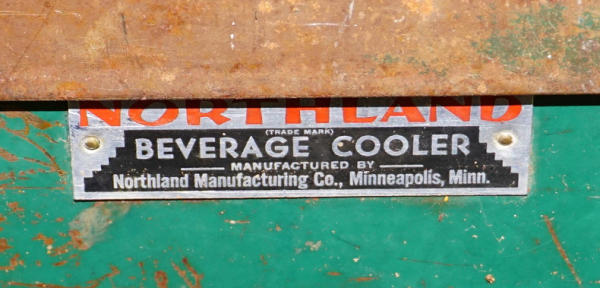 NORTHLAND
(TRADE MARK)
BEVERAGE COOLER
MANUFACTURED BY
Northland Manufacturing Co., Minneapolis, Minn.